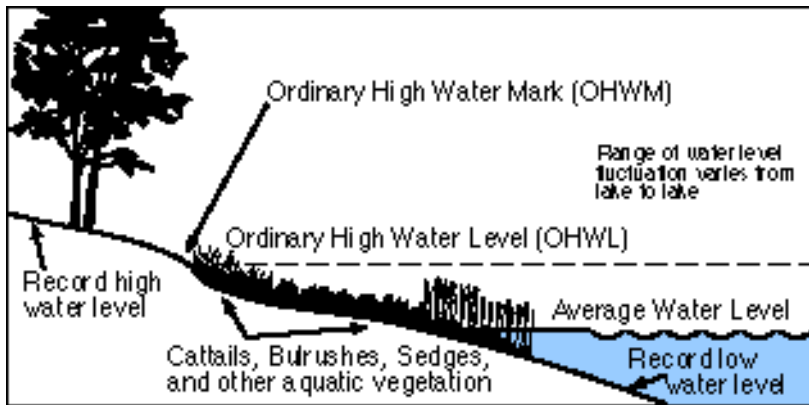 Ordinary High Water Mark (OHWM)
Range of water level
fluctuation varies from
lake to lake
Ordinary High Water Level (OHWL)
Record high
water level
Average Water Level
Cattails, Bulrushes, Sedges,
and other aquatic vegetation
Record low
water level